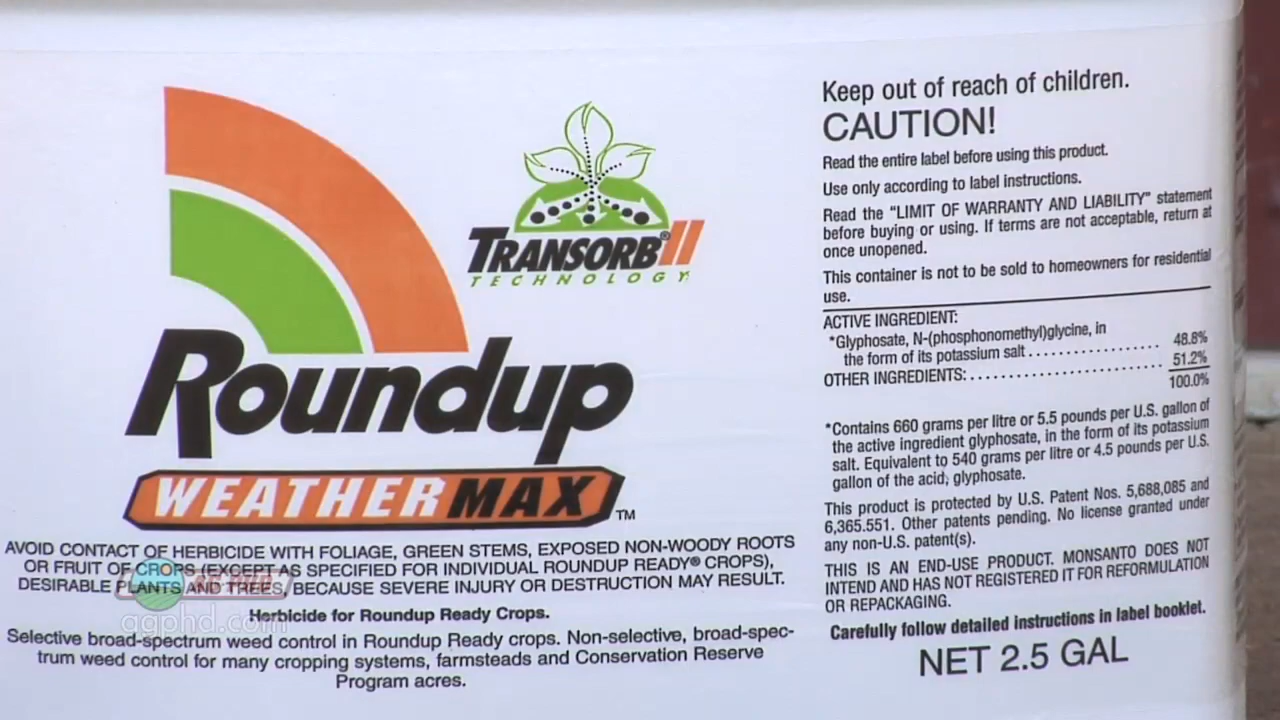 TRANSORB® II
TECHNOLOGY
Roundup
WEATHERMAX™
AVOID CONTACT OF HERBICIDE WITH FOLIAGE, GREEN STEMS, EXPOSED NON-WOODY ROOTS
OR FRUIT OF CROPS (EXCEPT AS SPECIFIED FOR INDIVIDUAL ROUNDUP READY® CROPS),
DESIRABLE PLANTS AND TREES, BECAUSE SEVERE INJURY OR DESTRUCTION MAY RESULT.
AG PHD
agphd.com
Herbicide for Roundup Ready Crops.
Selective broad-spectrum weed control in Roundup Ready crops. Non-selective, broad-spec-
trum weed control for many cropping systems, farmsteads and Conservation Reserve
Program acres.
Keep out of reach of children.
CAUTION!
Read the entire label before using this product.
Use only according to label instructions.
Read the "LIMIT OF WARRANTY AND LIABILITY" statement
before buying or using. If terms are not acceptable, return at
once unopened.
This container is not to be sold to homeowners for residential
use.
ACTIVE INGREDIENT:
*Glyphosate, N-(phosphonomethyl)glycine, in
the form of its potassium salt . . . . . . . . . . . . . . . . . . . . 48.8%
OTHER INGREDIENTS: . . . . . . . . . . . . . . . . . . . . . . . . . . . 51.2%
100.0%
*Contains 660 grams per litre or 5.5 pounds per U.S. gallon of
the active ingredient glyphosate, in the form of its potassium
salt. Equivalent to 540 grams per litre or 4.5 pounds per U.S.
gallon of the acid, glyphosate.
This product is protected by U.S. Patent Nos. 5,688,085 and
6,365.551. Other patents pending. No license granted under
any non-U.S. patent(s).
THIS IS AN END-USE PRODUCT. MONSANTO DOES NOT
INTEND AND HAS NOT REGISTERED IT FOR REFORMULATION
OR REPACKAGING.
Carefully follow detailed instructions in label booklet.
NET 2.5 GAL